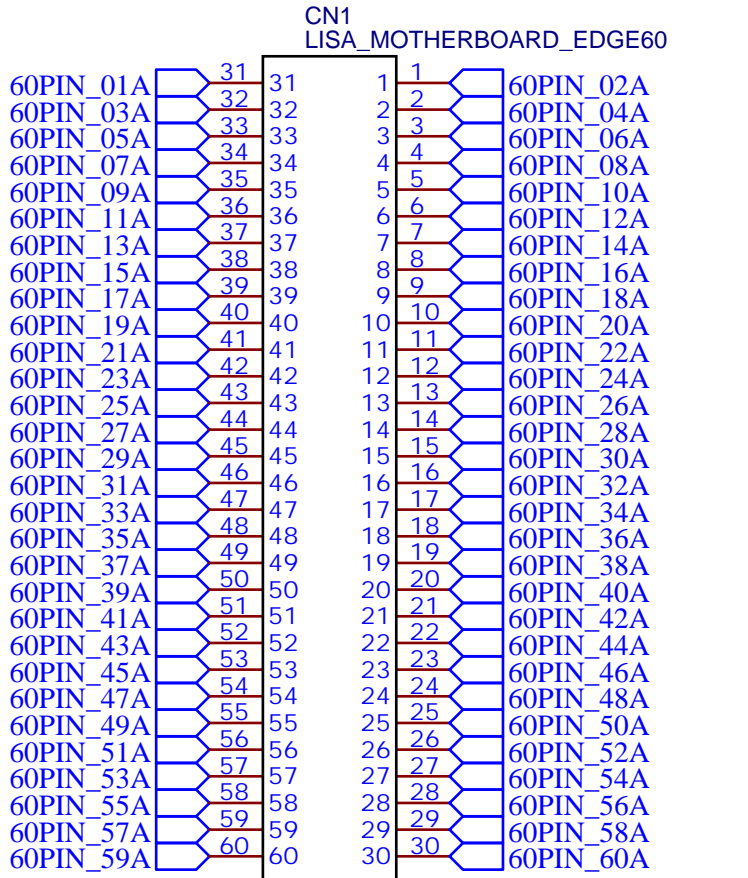 CN1
LISA_MOTHERBOARD_EDGE60
60PIN_01A 31 31 1 1 60PIN_02A
60PIN_03A 32 32 2 2 60PIN_04A
60PIN_05A 33 33 3 3 60PIN_06A
60PIN_07A 34 34 4 4 60PIN_08A
60PIN_09A 35 35 5 5 60PIN_10A
60PIN_11A 36 36 6 6 60PIN_12A
60PIN_13A 37 37 7 7 60PIN_14A
60PIN_15A 38 38 8 8 60PIN_16A
60PIN_17A 39 39 9 9 60PIN_18A
60PIN_19A 40 40 10 10 60PIN_20A
60PIN_21A 41 41 11 11 60PIN_22A
60PIN_23A 42 42 12 12 60PIN_24A
60PIN_25A 43 43 13 13 60PIN_26A
60PIN_27A 44 44 14 14 60PIN_28A
60PIN_29A 45 45 15 15 60PIN_30A
60PIN_31A 46 46 16 16 60PIN_32A
60PIN_33A 47 47 17 17 60PIN_34A
60PIN_35A 48 48 18 18 60PIN_36A
60PIN_37A 49 49 19 19 60PIN_38A
60PIN_39A 50 50 20 20 60PIN_40A
60PIN_41A 51 51 21 21 60PIN_42A
60PIN_43A 52 52 22 22 60PIN_44A
60PIN_45A 53 53 23 23 60PIN_46A
60PIN_47A 54 54 24 24 60PIN_48A
60PIN_49A 55 55 25 25 60PIN_50A
60PIN_51A 56 56 26 26 60PIN_52A
60PIN_53A 57 57 27 27 60PIN_54A
60PIN_55A 58 58 28 28 60PIN_56A
60PIN_57A 59 59 29 29 60PIN_58A
60PIN_59A 60 60 30 30 60PIN_60A